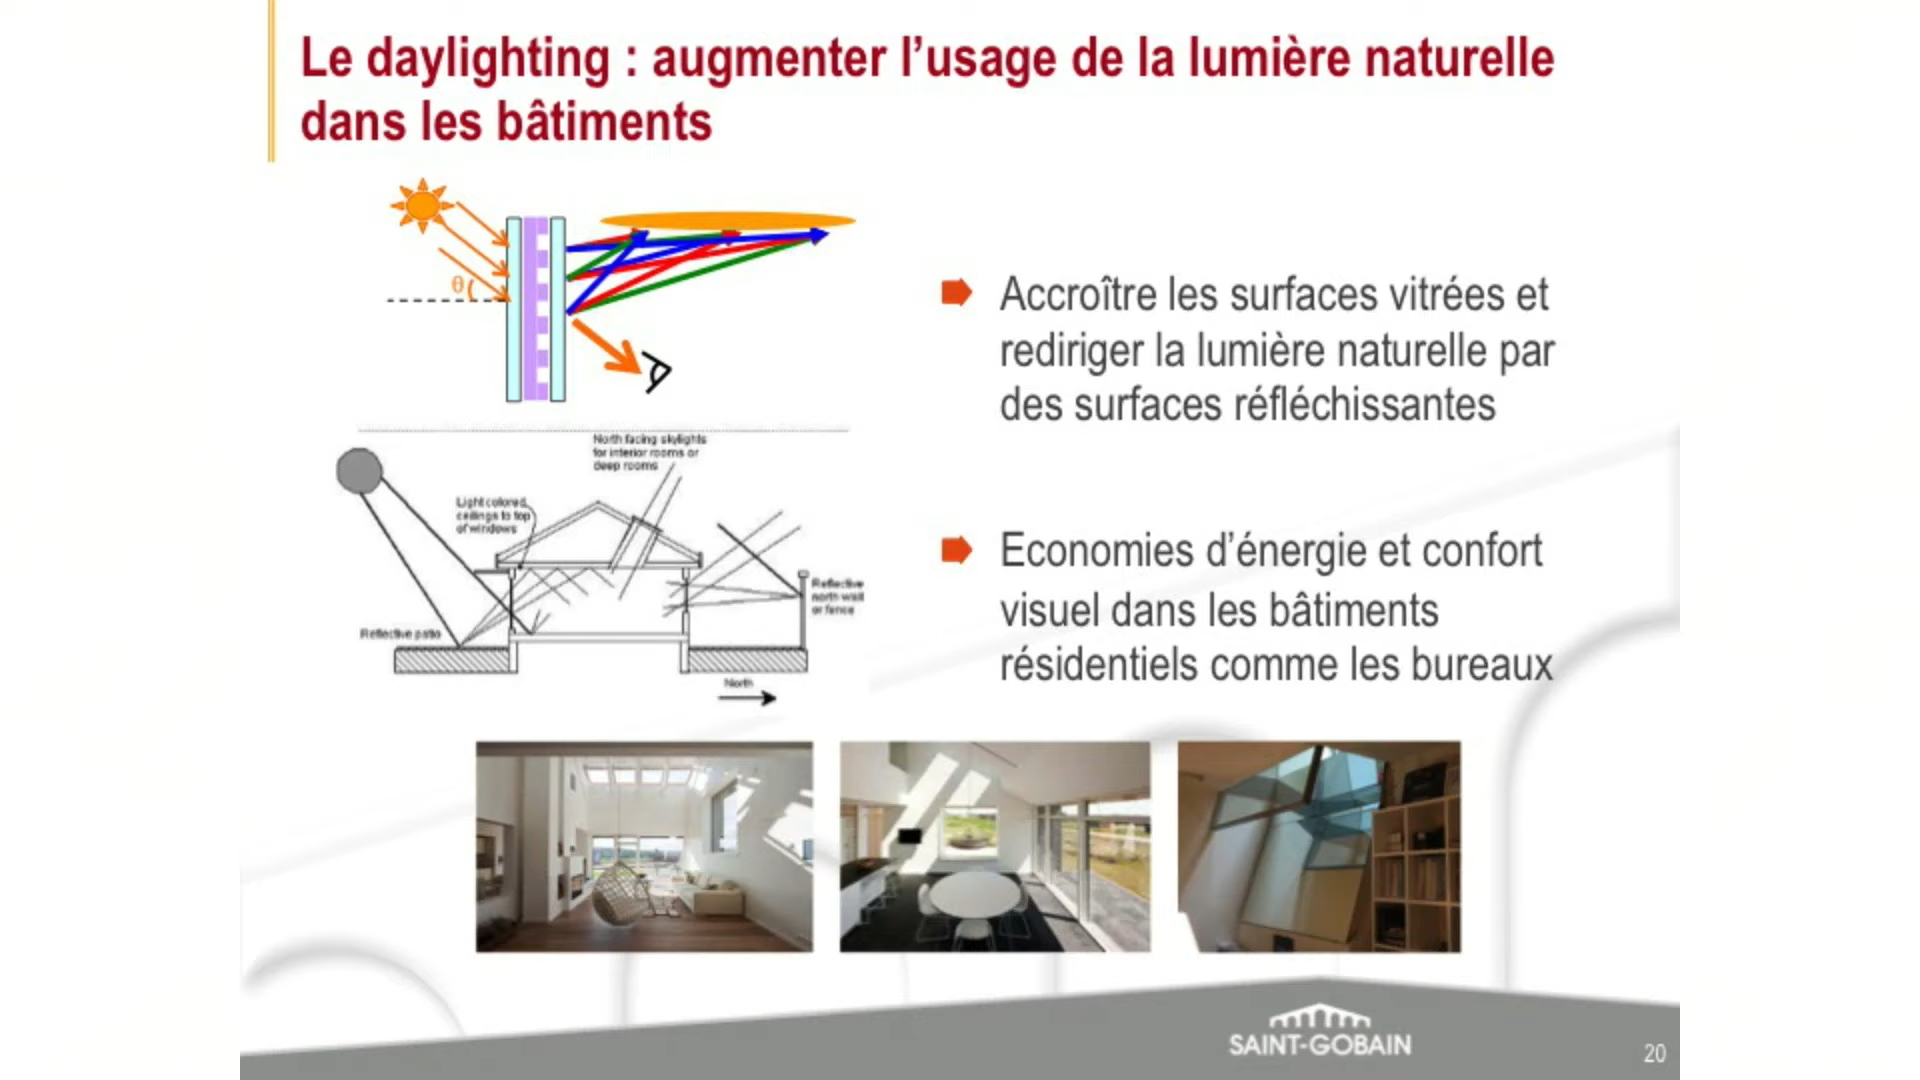 Le daylighting : augmenter l’usage de la lumière naturelle
dans les bâtiments
θ
Accroître les surfaces vitrées et
rediriger la lumière naturelle par
des surfaces réfléchissantes
North facing skylights
for interior rooms or
deep rooms
Light colored
ceilings to top
of windows
Reflective
north wall
or fence
Reflective patio
North
Economies d’énergie et confort
visuel dans les bâtiments
résidentiels comme les bureaux
SAINT-GOBAIN
20